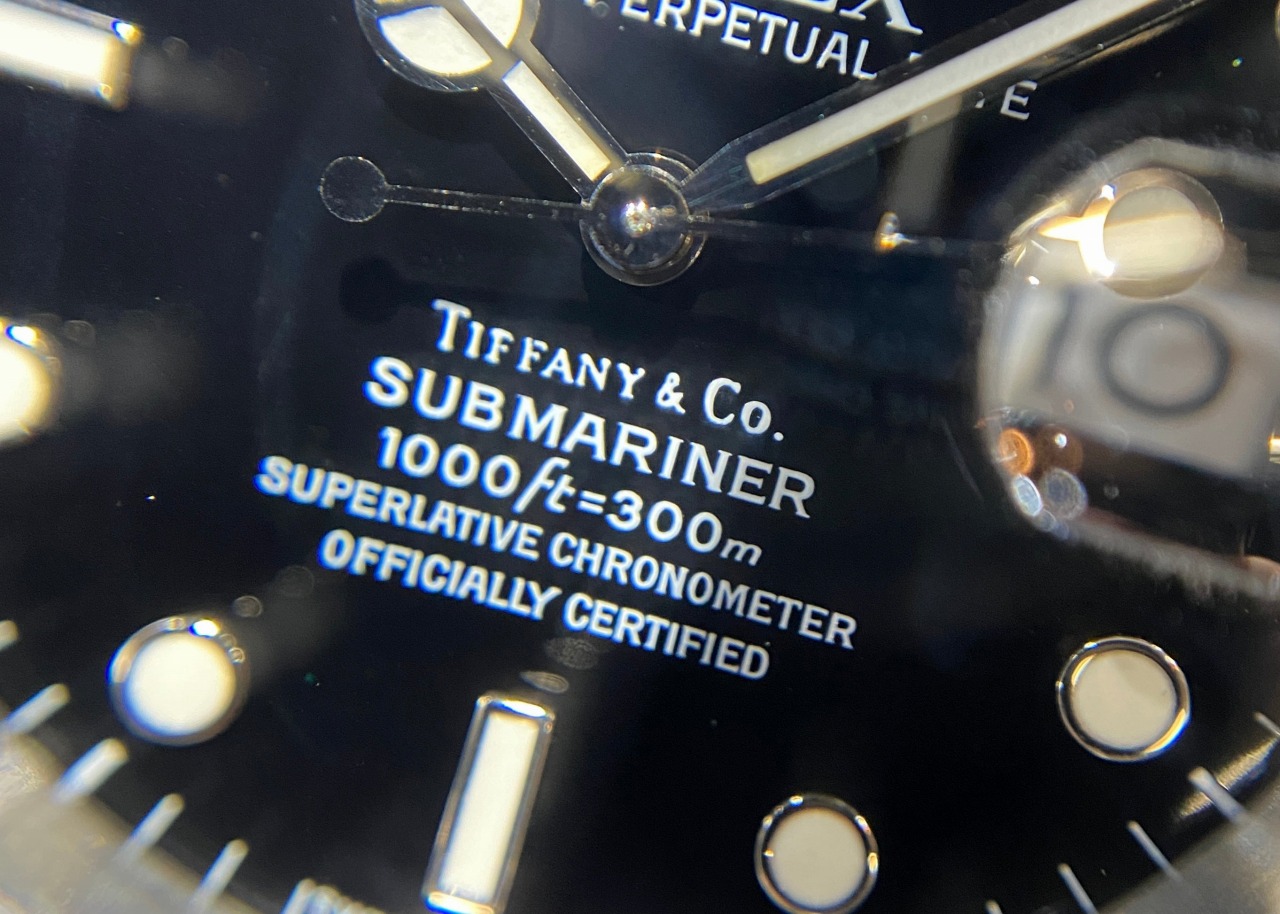 PERPETUAL
TIFFANY & CO.
SUBMARINER
1000ft=300m
SUPERLATIVE CHRONOMETER
OFFICIALLY CERTIFIED
10